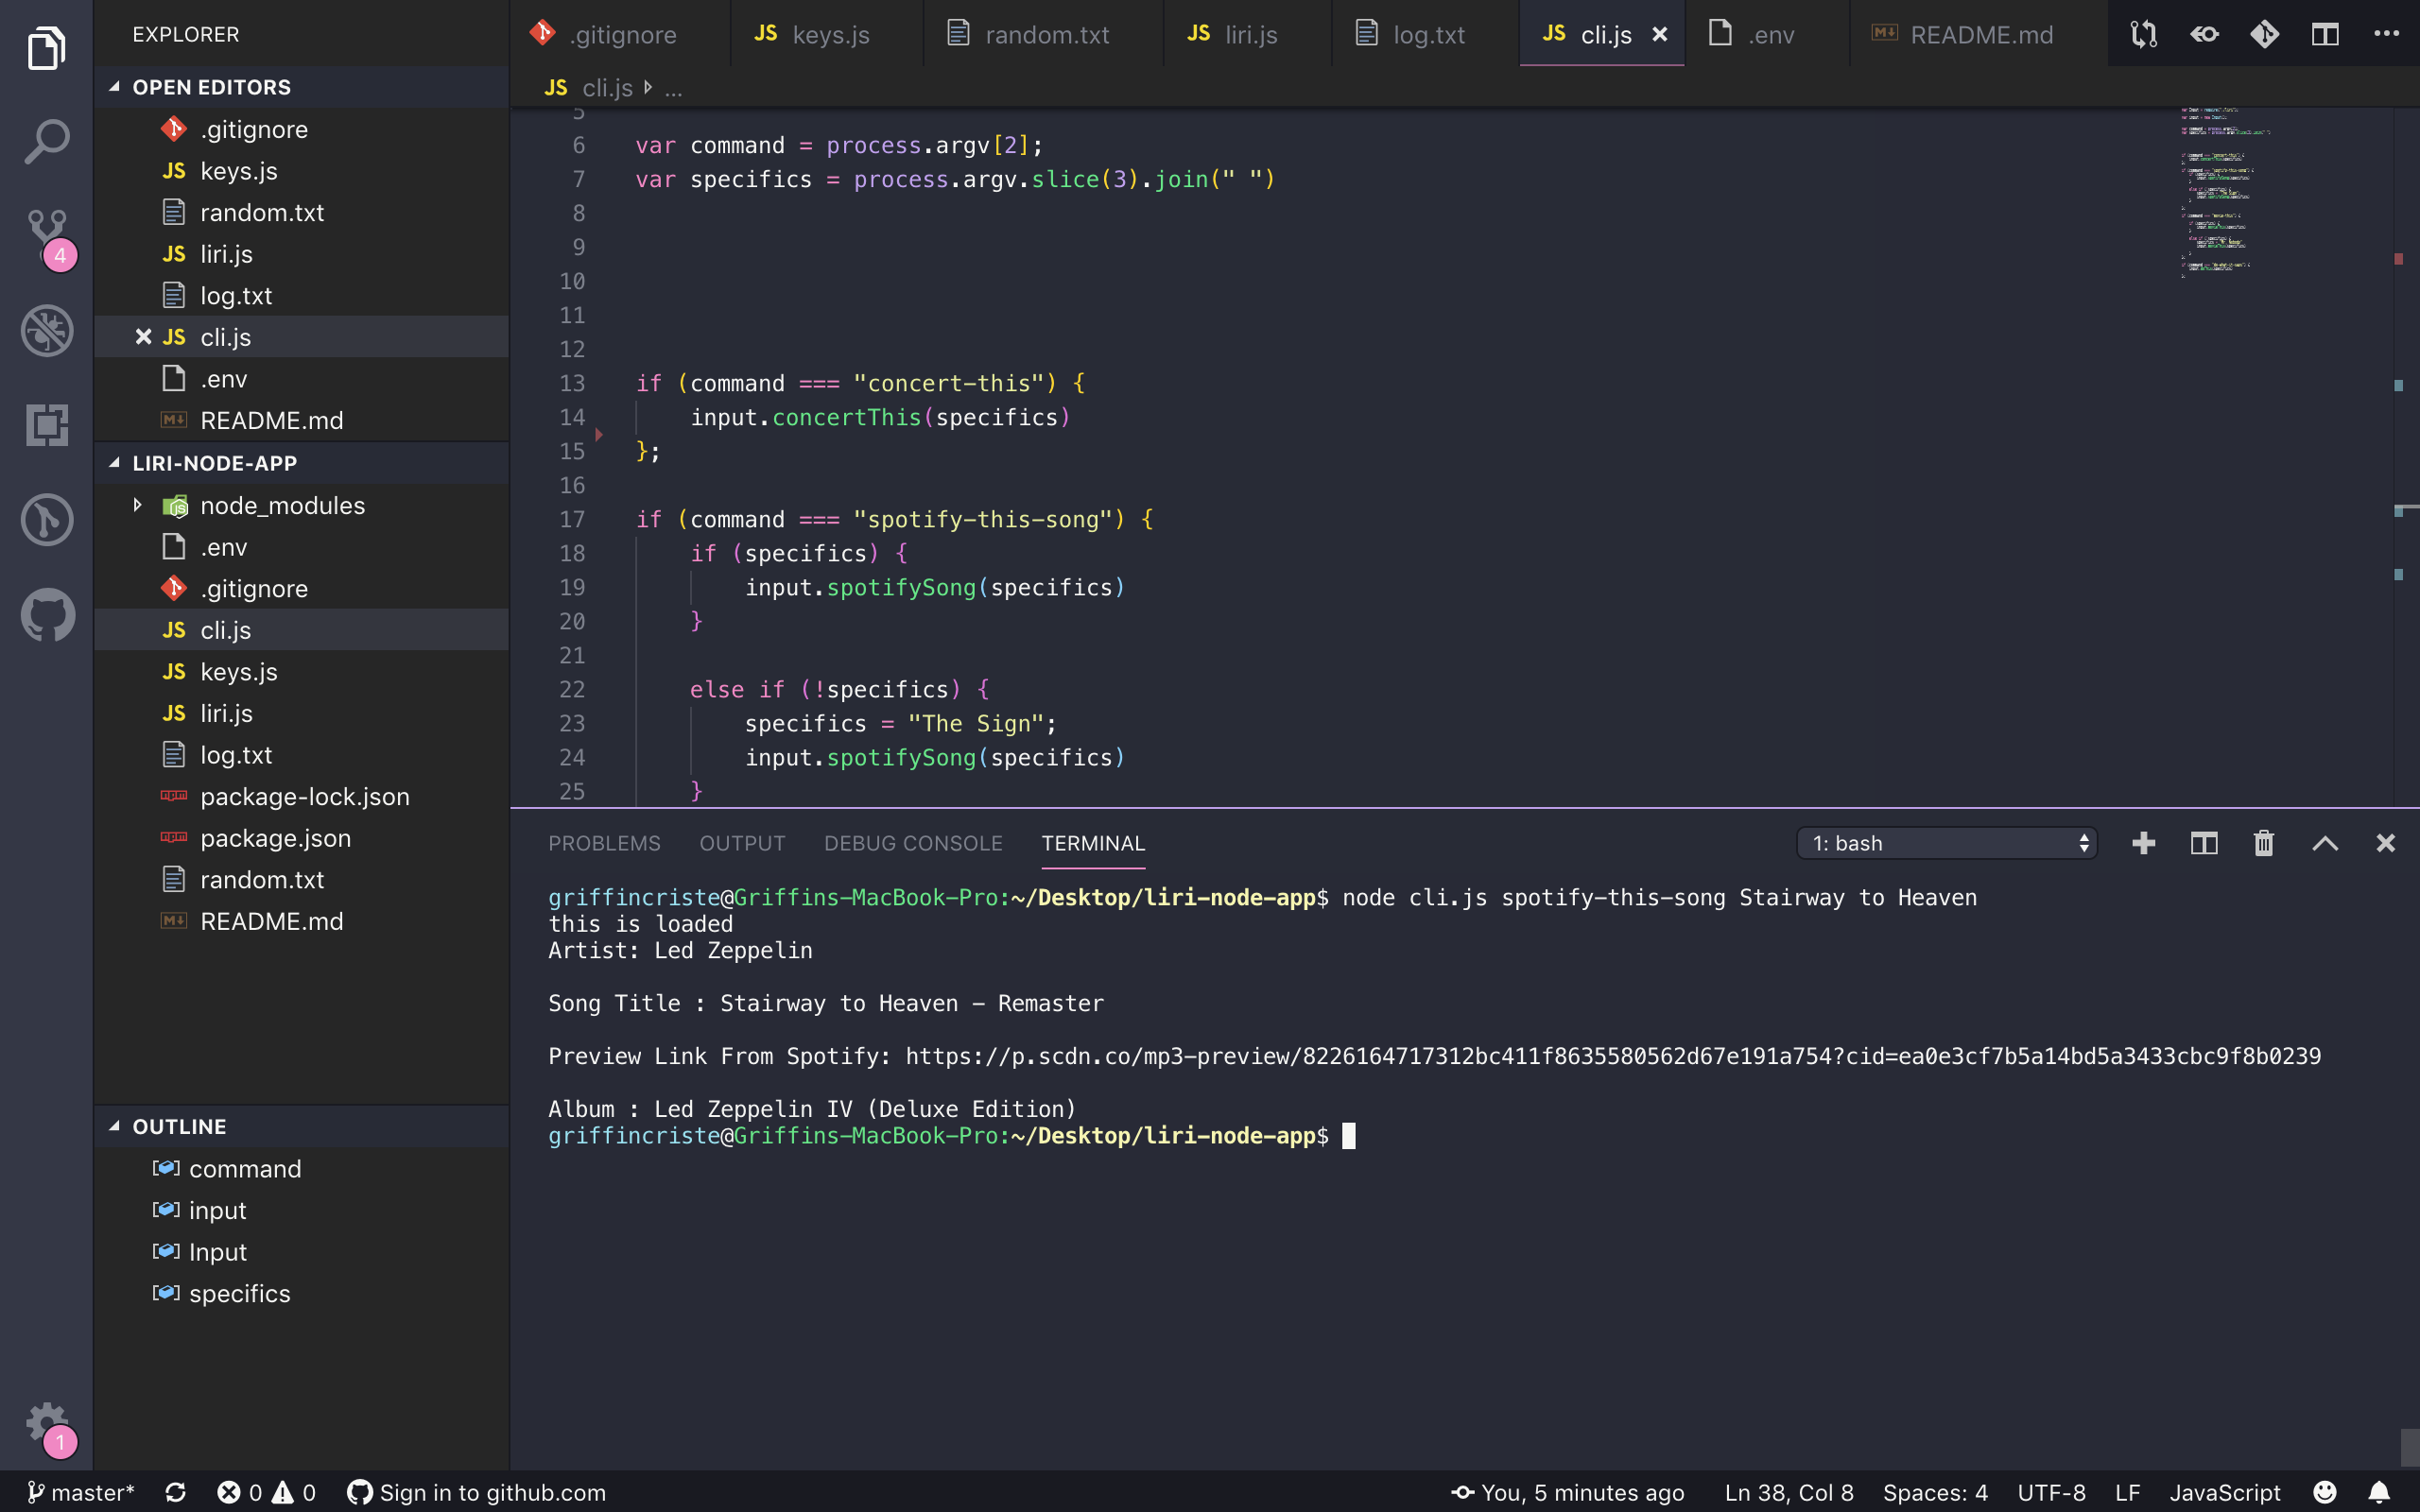 EXPLORER
OPEN EDITORS
.gitignore
JS keys.js
random.txt
JS liri.js
log.txt
JS cli.js
.env
README.md
LIRI-NODE-APP
node_modules
.env
.gitignore
JS cli.js
JS keys.js
JS liri.js
log.txt
package-lock.json
package.json
random.txt
README.md
OUTLINE
command
input
Input
specifics
4
1
.gitignore JS keys.js random.txt JS liri.js log.txt JS cli.js .env README.md
JS cli.js ...
5
6 var command = process.argv[2];
7 var specifics = process.argv.slice(3).join(" ")
8
9
10
11
12
13 if (command === "concert-this") {
14 input.concertThis(specifics)
15 };
16
17 if (command === "spotify-this-song") {
18 if (specifics) {
19 input.spotifySong(specifics)
20 }
21
22 else if (!specifics) {
23 specifics = "The Sign";
24 input.spotifySong(specifics)
25 }
PROBLEMS OUTPUT DEBUG CONSOLE TERMINAL 1: bash
griffincriste@Griffins-MacBook-Pro:~/Desktop/liri-node-app$ node cli.js spotify-this-song Stairway to Heaven
this is loaded
Artist: Led Zeppelin
Song Title : Stairway to Heaven - Remaster
Preview Link From Spotify: https://p.scdn.co/mp3-preview/8226164717312bc411f8635580562d67e191a754?cid=ea0e3cf7b5a14bd5a3433cbc9f8b0239
Album : Led Zeppelin IV (Deluxe Edition)
griffincriste@Griffins-MacBook-Pro:~/Desktop/liri-node-app$
master* 0 0 Sign in to github.com You, 5 minutes ago Ln 38, Col 8 Spaces: 4 UTF-8 LF JavaScript